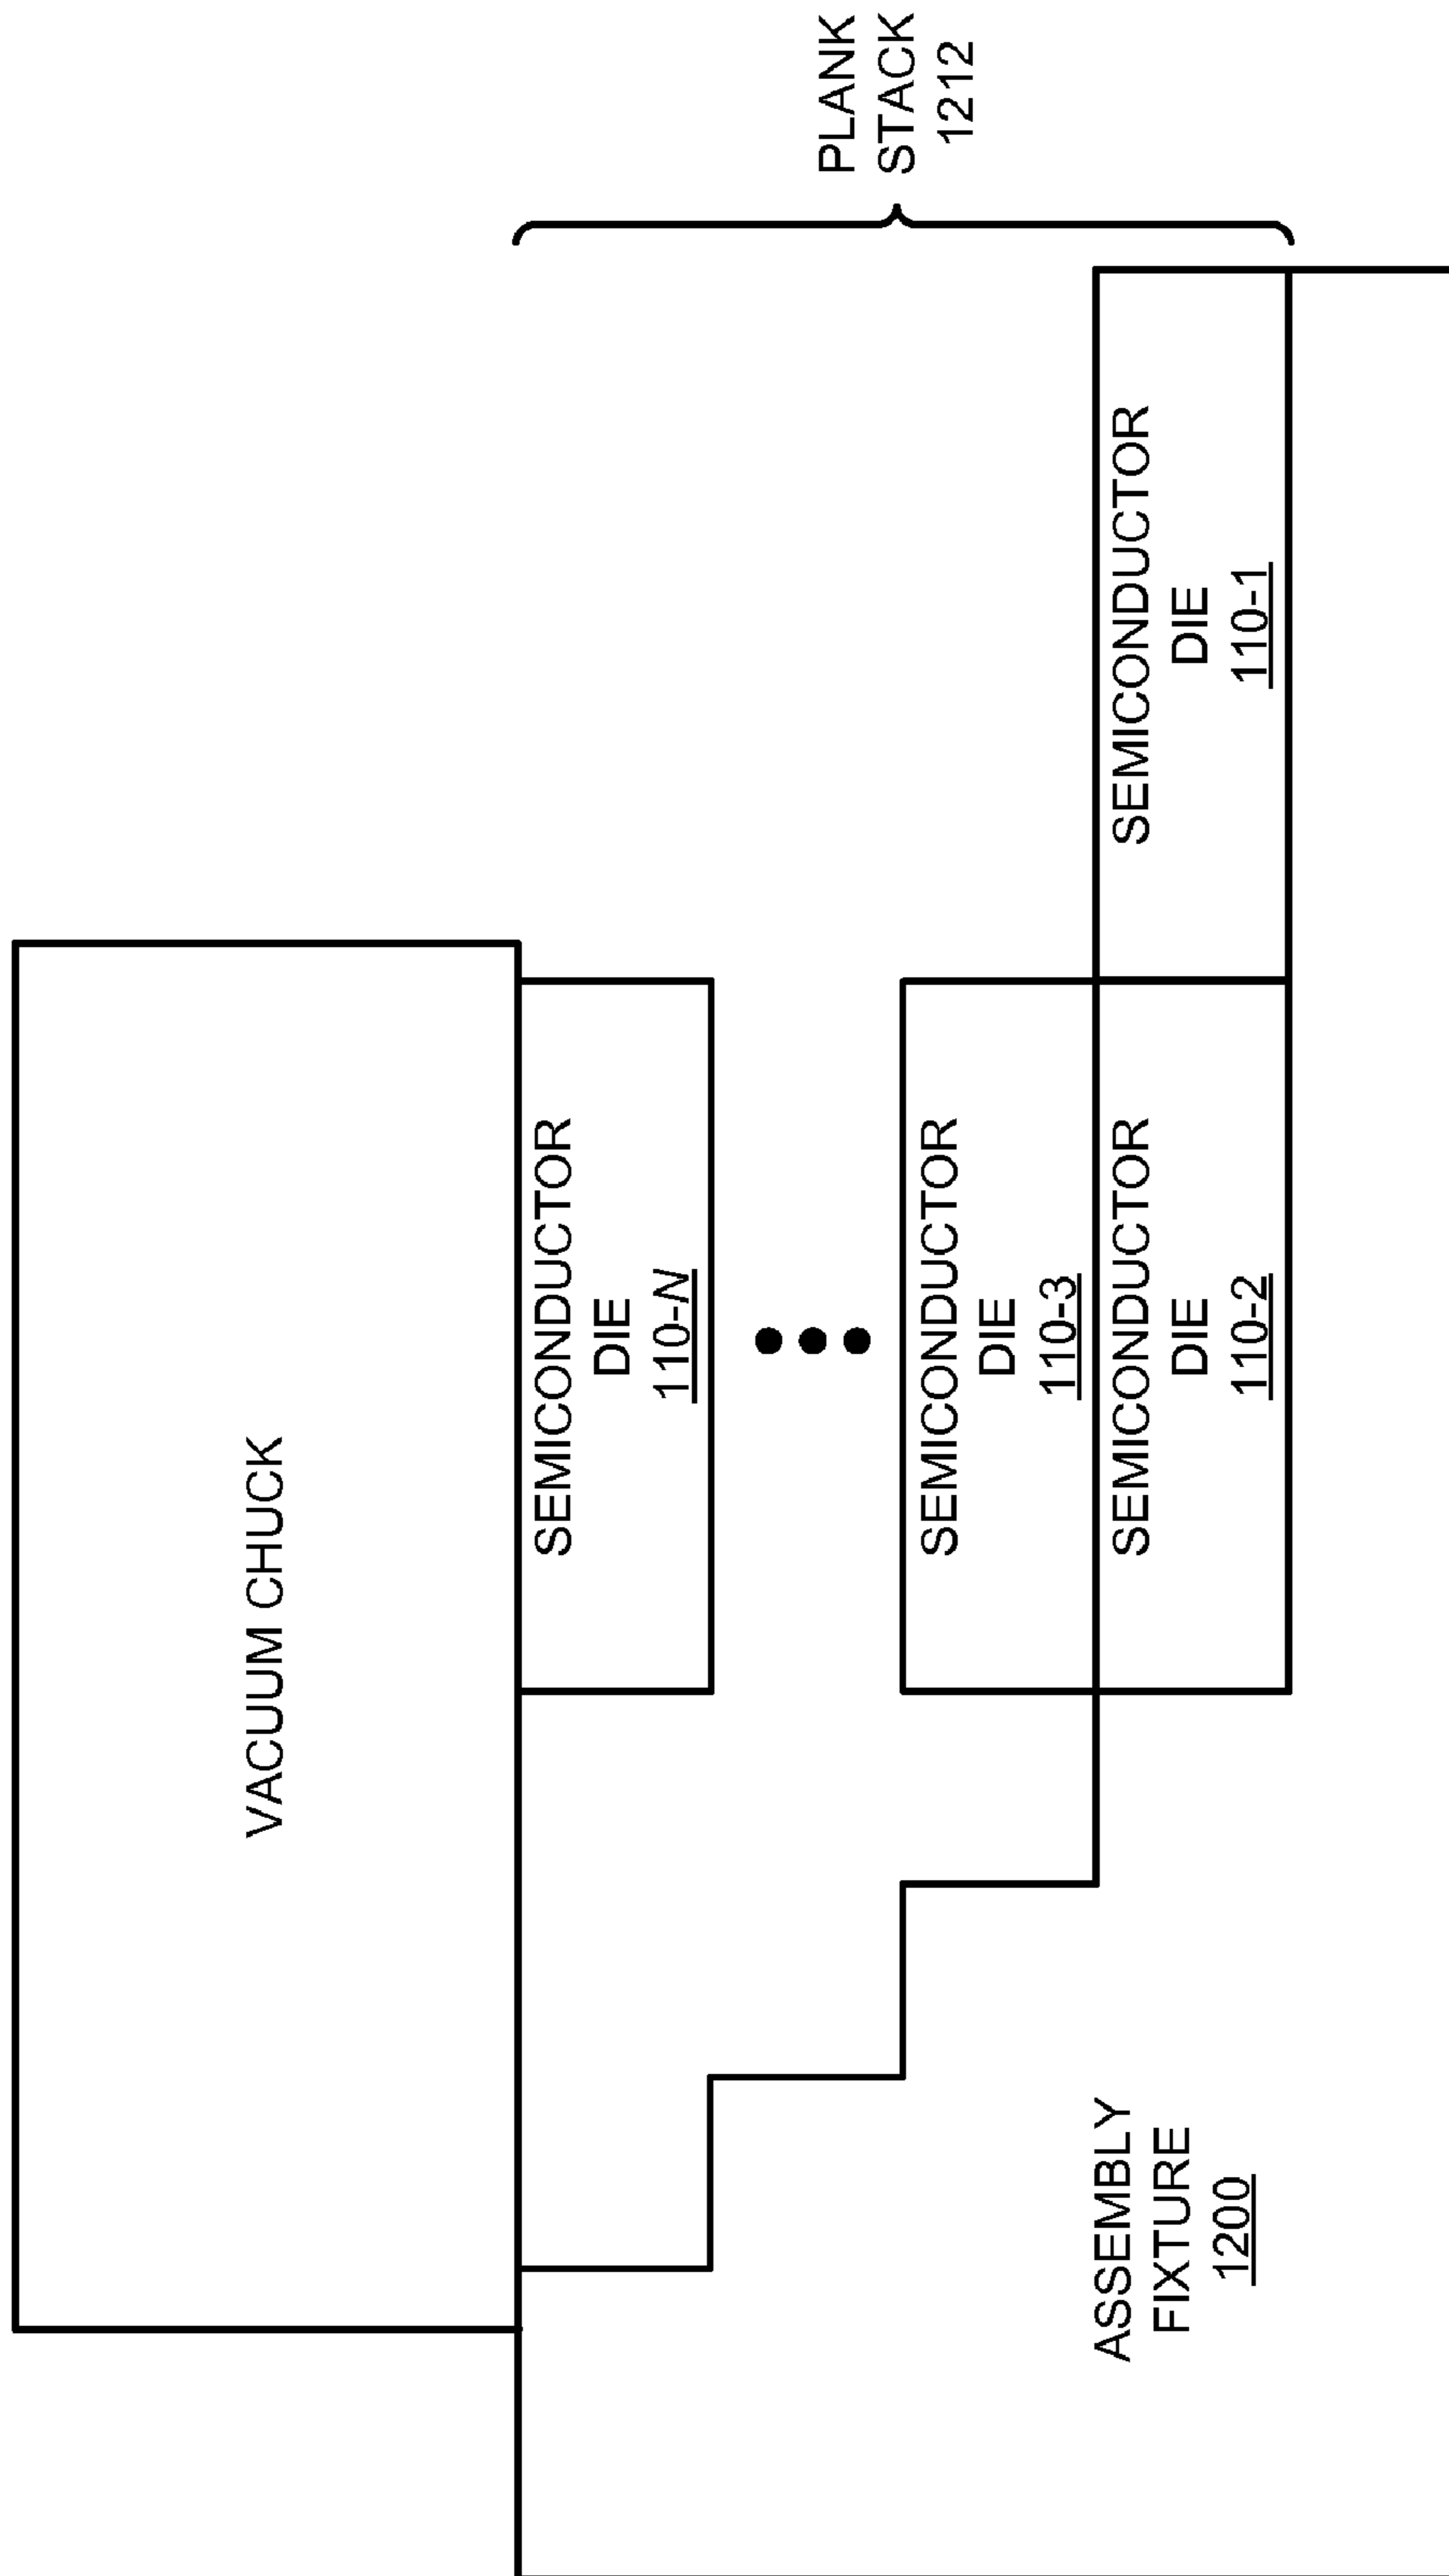 VACUUM CHUCK
PLANK
STACK
1212
SEMICONDUCTOR
DIE
110-N
SEMICONDUCTOR
DIE
110-3
SEMICONDUCTOR
DIE
110-2
SEMICONDUCTOR
DIE
110-1
ASSEMBLY
FIXTURE
1200